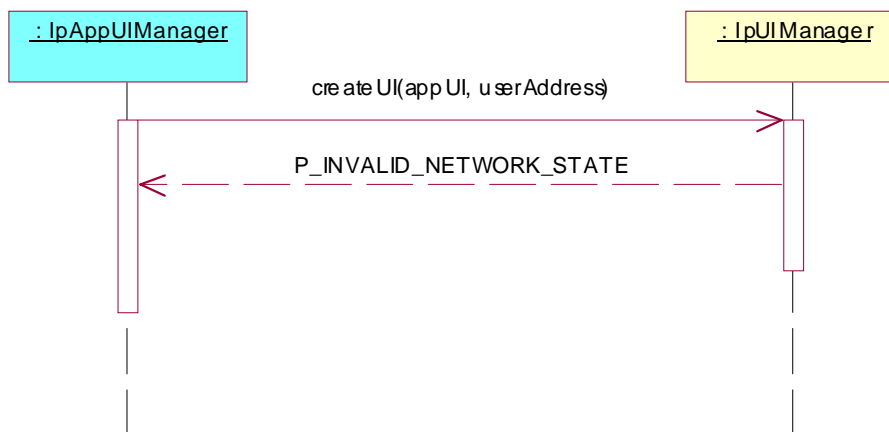 : IpAppUIManager
: IpUIManager
createUI(appUI, userAddress)
P_INVALID_NETWORK_STATE